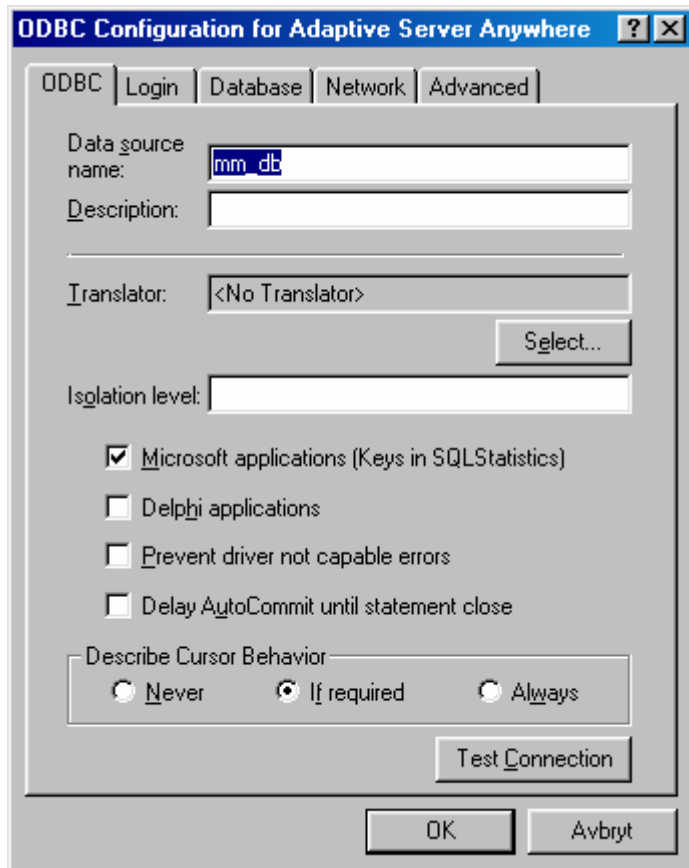 ODBC Configuration for Adaptive Server Anywhere
ODBC Login Database Network Advanced
Data source
name:
mm_db
Description:
Translator: <No Translator>
Select...
Isolation level:
Microsoft applications (Keys in SQLStatistics)
Delphi applications
Prevent driver not capable errors
Delay AutoCommit until statement close
Describe Cursor Behavior
Never If required Always
Test Connection
OK Avbryt